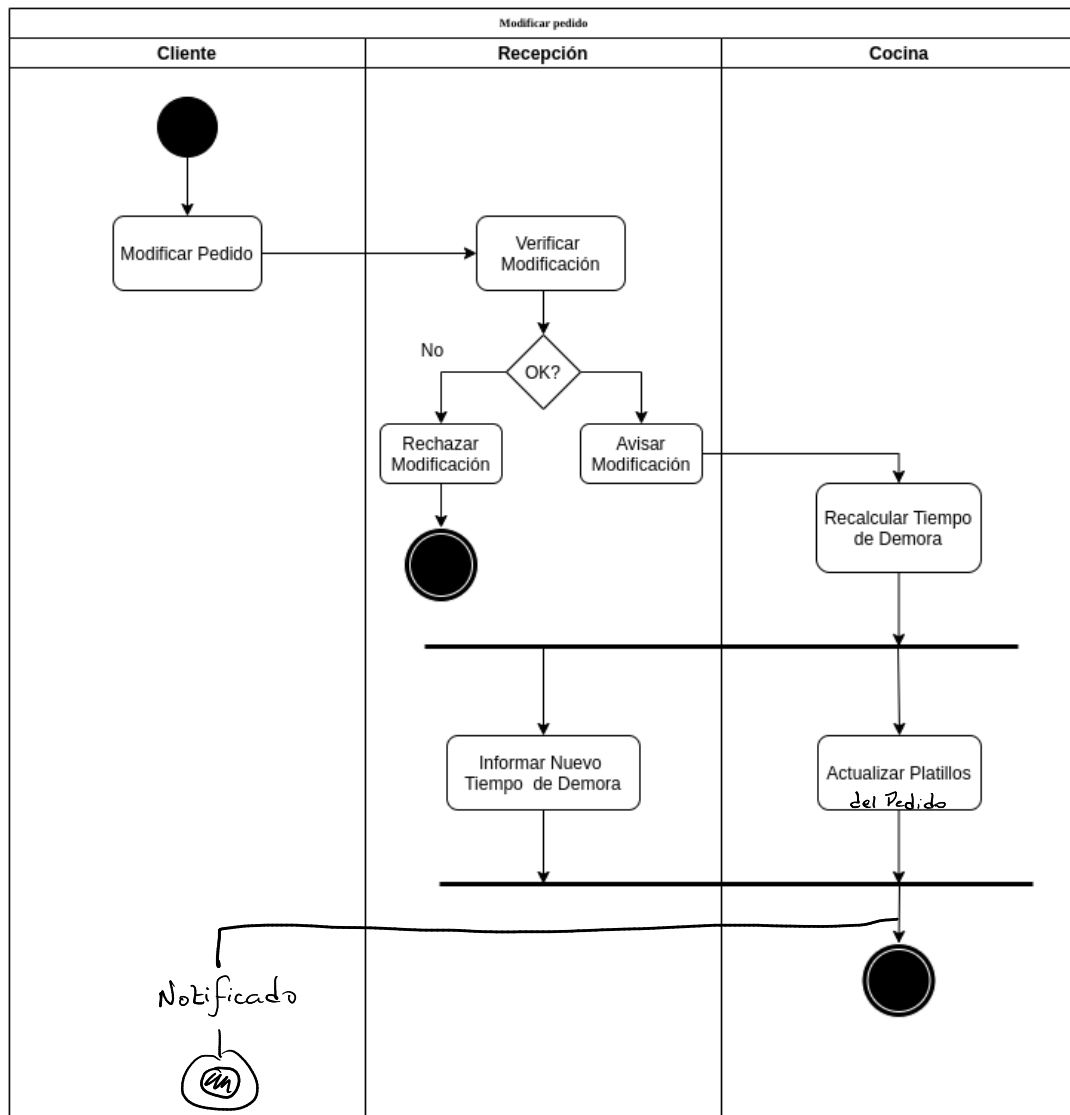 Modificar pedido
Cliente
Recepción
Cocina
Modificar Pedido
Verificar
Modificación
No
OK?
Rechazar
Modificación
Avisar
Modificación
Recalcular Tiempo
de Demora
Informar Nuevo
Tiempo de Demora
Actualizar Platillos
del Pedido
Notificado